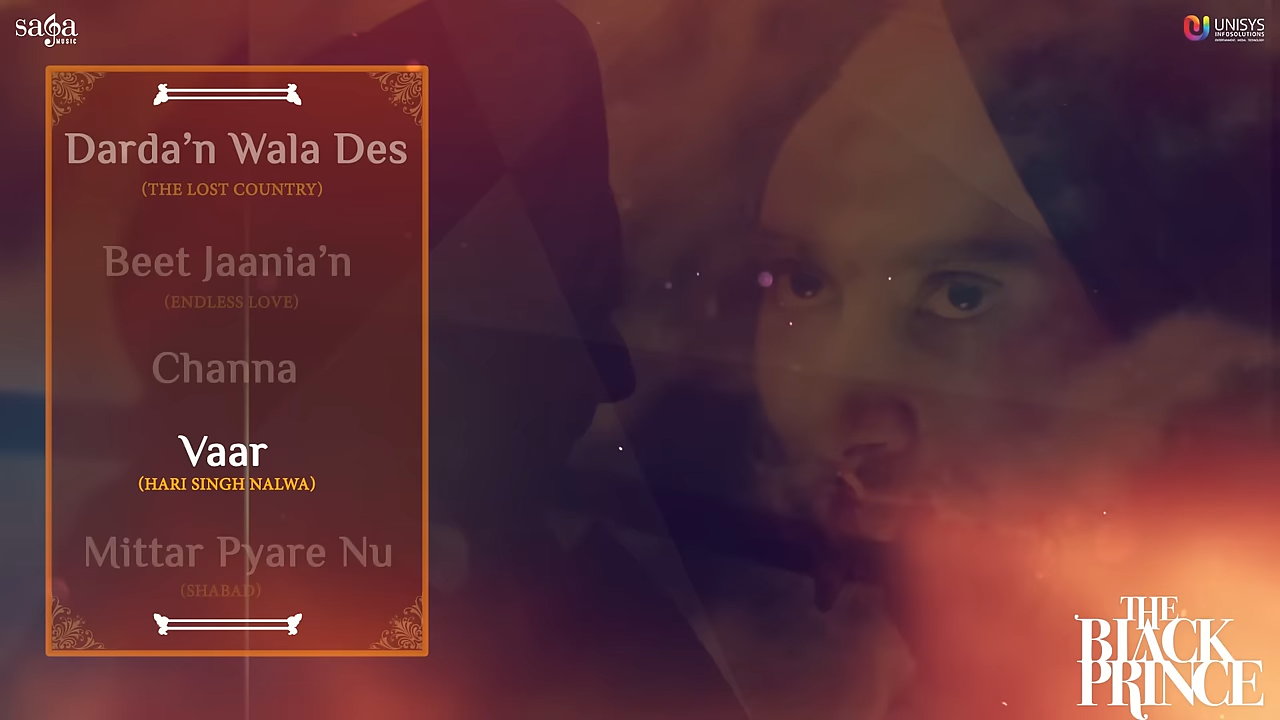 saga
MUSIC
UNISYS
INFOSOLUTIONS
Darda’n Wala Des
(THE LOST COUNTRY)
Beet Jaania’n
(ENDLESS LOVE)
Channa
Vaar
(HARI SINGH NALWA)
Mittar Pyare Nu
(SHABAD)
THE
BLACK
PRINCE